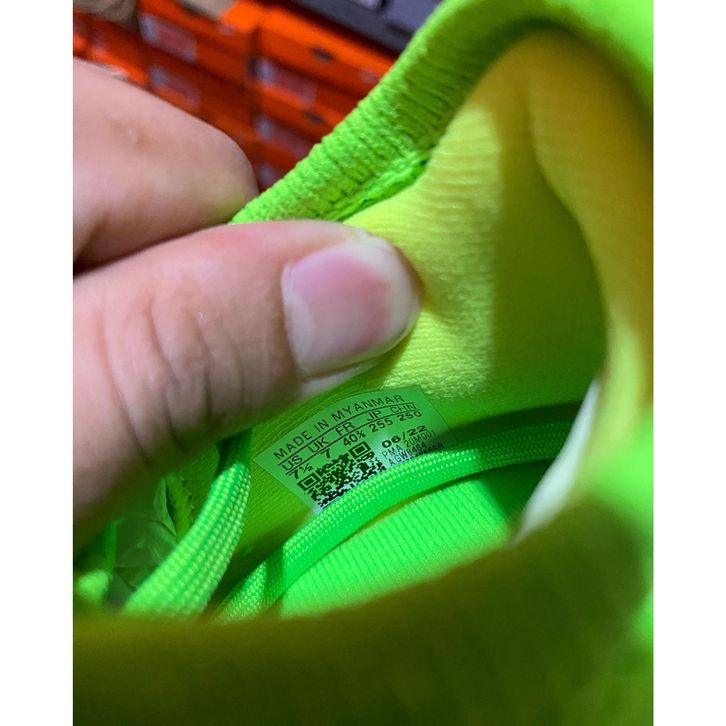 MADE IN MYANMAR
US UK FR JP CHN
7½ 7 40⅔ 255 250
06/22